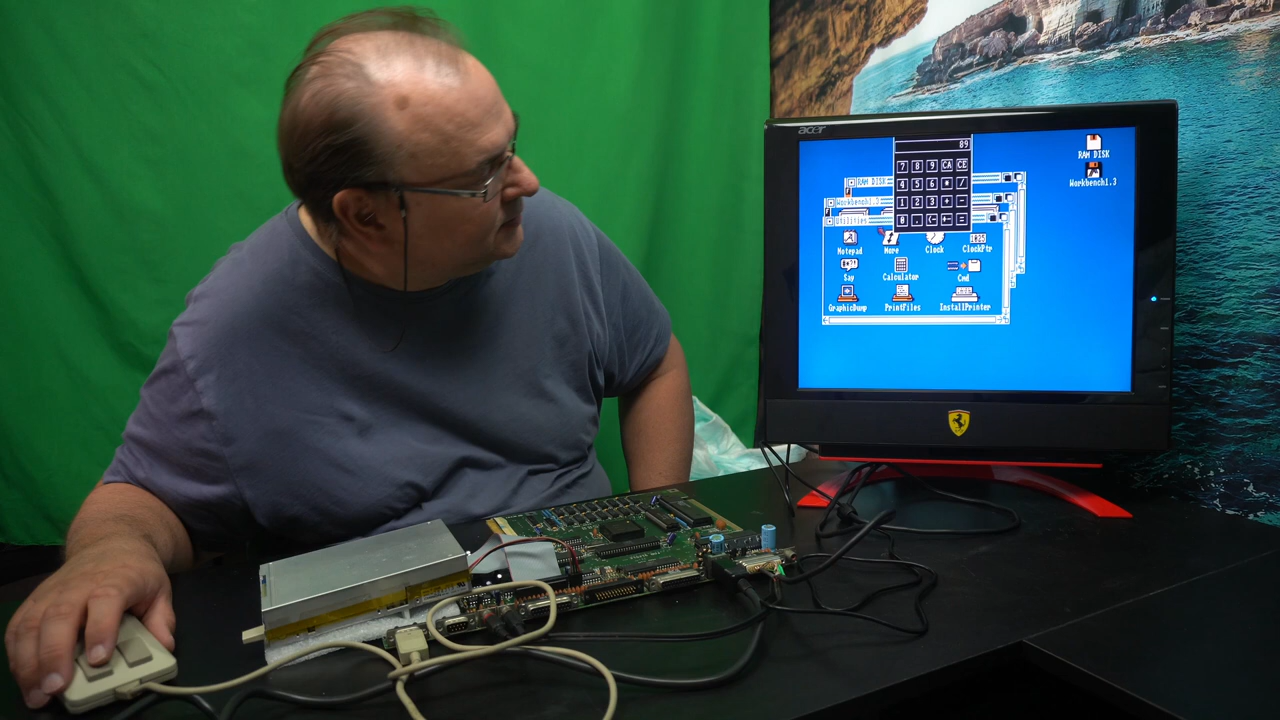 acer
89
7 8 9 CA CE
4 5 6 * /
1 2 3 + -
0 . =
RAM DISK
Workbench1.3
RAM DISK
Workbench1.3
Utilities
Notepad More Clock ClockPtr
Say Calculator Cmd
GraphicDump PrintFiles InstallPrinter